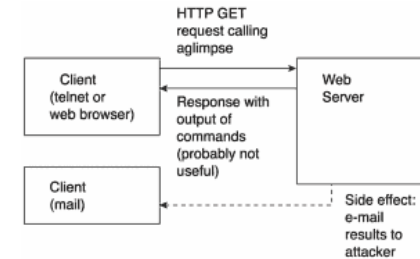 HTTP GET
request calling
aglimpse
Client
(telnet or
web browser)
Web
Server
Response with
output of
commands
(probably not
useful)
Client
(mail)
Side effect:
e-mail
results to
attacker